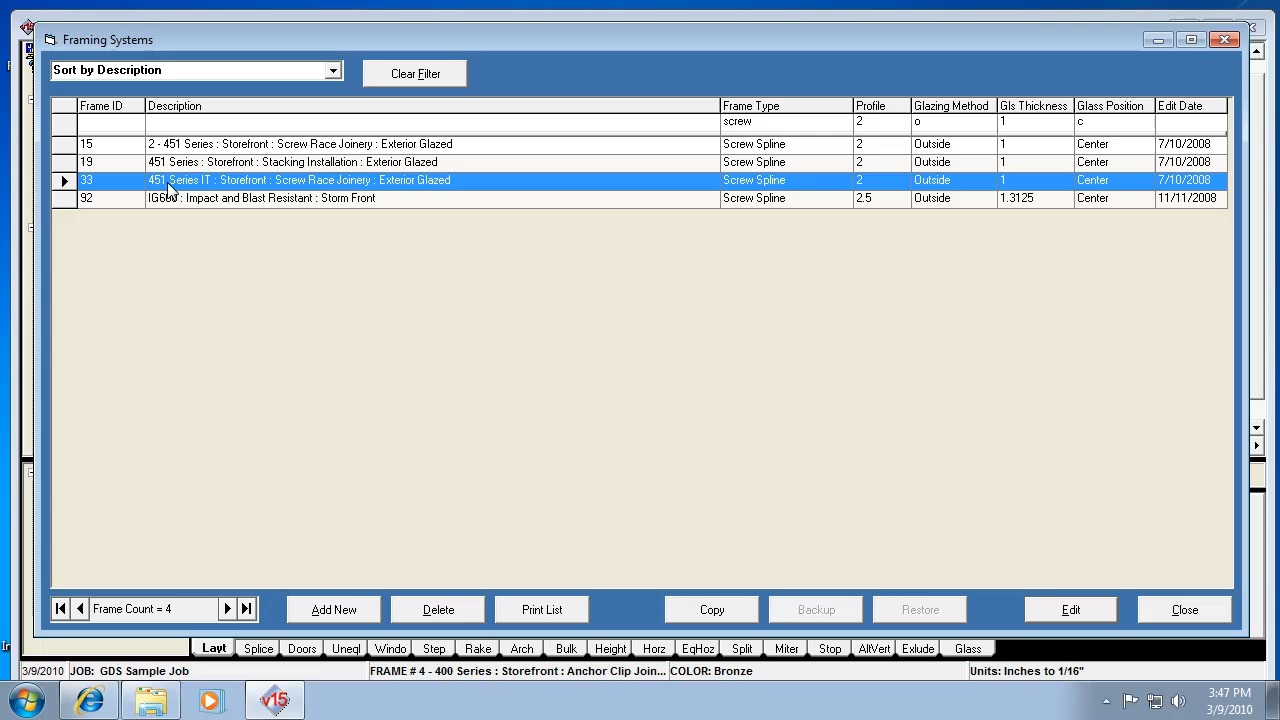 Framing Systems
Sort by Description
Clear Filter
Frame ID Description Frame Type Profile Glazing Method Gls Thickness Glass Position Edit Date
screw 2 o 1 c
15 2 - 451 Series : Storefront : Screw Race Joinery : Exterior Glazed Screw Spline 2 Outside 1 Center 7/10/2008
19 451 Series : Storefront : Stacking Installation : Exterior Glazed Screw Spline 2 Outside 1 Center 7/10/2008
33 451 Series IT : Storefront : Screw Race Joinery : Exterior Glazed Screw Spline 2 Outside 1 Center 7/10/2008
92 IG600 : Impact and Blast Resistant : Storm Front Screw Spline 2.5 Outside 1.3125 Center 11/11/2008
Frame Count = 4
Add New Delete Print List Copy Backup Restore Edit Close
Layt Splice Doors Uneql Windo Step Rake Arch Bulk Height Horz EqHoz Split Miter Stop AltVert Exlude Glass
3/9/2010 JOB: GDS Sample Job FRAME # 4 - 400 Series : Storefront : Anchor Clip Join... COLOR: Bronze Units: Inches to 1/16"
v15
3:47 PM
3/9/2010